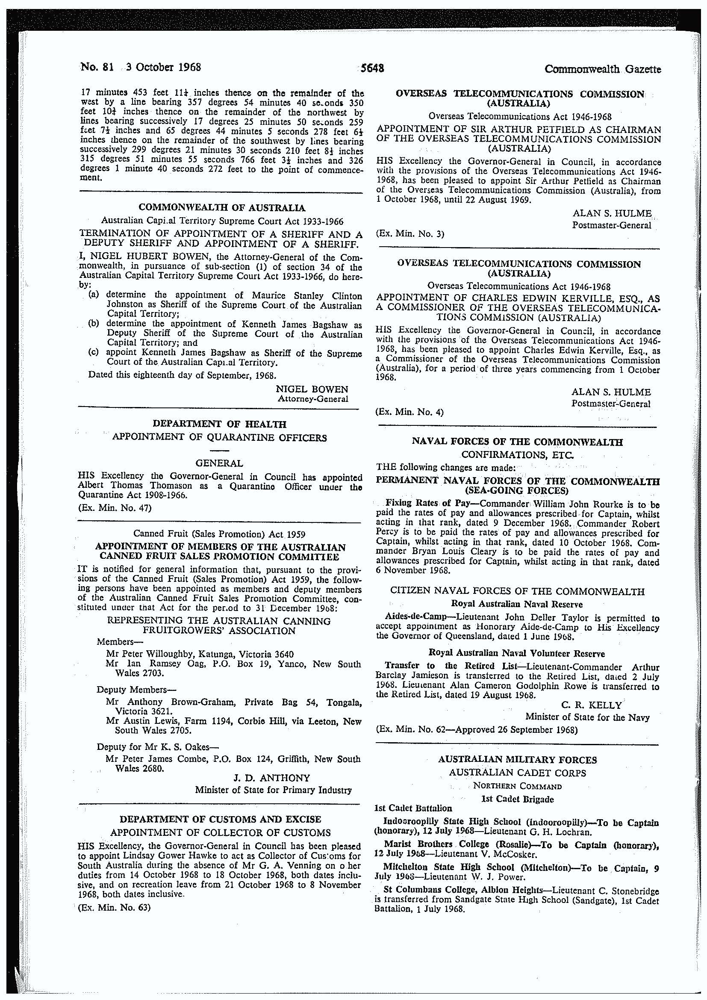 No. 81 3 October 1968
5648
Commonwealth Gazette
17 minutes 453 feet 11¼ inches thence on the remainder of the
west by a line bearing 357 degrees 54 minutes 40 seconds 350
feet 10¾ inches thence on the remainder of the northwest by
lines bearing successively 17 degrees 25 minutes 50 seconds 259
feet 7½ inches and 65 degrees 44 minutes 5 seconds 278 feet 6½
inches thence on the remainder of the southwest by lines bearing
successively 299 degrees 21 minutes 30 seconds 210 feet 8½ inches
315 degrees 51 minutes 55 seconds 766 feet 3½ inches and 326
degrees 1 minute 40 seconds 272 feet to the point of commence-
ment.
COMMONWEALTH OF AUSTRALIA
Australian Capital Territory Supreme Court Act 1933-1966
TERMINATION OF APPOINTMENT OF A SHERIFF AND A
DEPUTY SHERIFF AND APPOINTMENT OF A SHERIFF.
I, NIGEL HUBERT BOWEN, the Attorney-General of the Com-
monwealth, in pursuance of sub-section (1) of section 34 of the
Australian Capital Territory Supreme Court Act 1933-1966, do here-
by:
(a) determine the appointment of Maurice Stanley Clinton
Johnston as Sheriff of the Supreme Court of the Australian
Capital Territory;
(b) determine the appointment of Kenneth James Bagshaw as
Deputy Sheriff of the Supreme Court of the Australian
Capital Territory; and
(c) appoint Kenneth James Bagshaw as Sheriff of the Supreme
Court of the Australian Capital Territory.
Dated this eighteenth day of September, 1968.
NIGEL BOWEN
Attorney-General
DEPARTMENT OF HEALTH
APPOINTMENT OF QUARANTINE OFFICERS
GENERAL
HIS Excellency the Governor-General in Council has appointed
Albert Thomas Thomason as a Quarantine Officer under the
Quarantine Act 1908-1966.
(Ex. Min. No. 47)
Canned Fruit (Sales Promotion) Act 1959
APPOINTMENT OF MEMBERS OF THE AUSTRALIAN
CANNED FRUIT SALES PROMOTION COMMITTEE
IT is notified for general information that, pursuant to the provi-
sions of the Canned Fruit (Sales Promotion) Act 1959, the follow-
ing persons have been appointed as members and deputy members
of the Australian Canned Fruit Sales Promotion Committee, con-
stituted under that Act for the period to 31 December 1968:
REPRESENTING THE AUSTRALIAN CANNING
FRUITGROWERS' ASSOCIATION
Members—
Mr Peter Willoughby, Katunga, Victoria 3640
Mr Ian Ramsey Oag, P.O. Box 19, Yanco, New South
Wales 2703.
Deputy Members—
Mr Anthony Brown-Graham, Private Bag 54, Tongala,
Victoria 3621.
Mr Austin Lewis, Farm 1194, Corbie Hill, via Leeton, New
South Wales 2705.
Deputy for Mr K. S. Oakes—
Mr Peter James Combe, P.O. Box 124, Griffith, New South
Wales 2680.
J. D. ANTHONY
Minister of State for Primary Industry
DEPARTMENT OF CUSTOMS AND EXCISE
APPOINTMENT OF COLLECTOR OF CUSTOMS
HIS Excellency, the Governor-General in Council has been pleased
to appoint Lindsay Gower Hawke to act as Collector of Customs for
South Australia during the absence of Mr G. A. Venning on other
duties from 14 October 1968 to 18 October 1968, both dates inclu-
sive, and on recreation leave from 21 October 1968 to 8 November
1968, both dates inclusive.
(Ex. Min. No. 63)
OVERSEAS TELECOMMUNICATIONS COMMISSION
(AUSTRALIA)
Overseas Telecommunications Act 1946-1968
APPOINTMENT OF SIR ARTHUR PETFIELD AS CHAIRMAN
OF THE OVERSEAS TELECOMMUNICATIONS COMMISSION
(AUSTRALIA)
HIS Excellency the Governor-General in Council, in accordance
with the provisions of the Overseas Telecommunications Act 1946-
1968, has been pleased to appoint Sir Arthur Petfield as Chairman
of the Overseas Telecommunications Commission (Australia), from
1 October 1968, until 22 August 1969.
ALAN S. HULME
Postmaster-General
(Ex. Min. No. 3)
OVERSEAS TELECOMMUNICATIONS COMMISSION
(AUSTRALIA)
Overseas Telecommunications Act 1946-1968
APPOINTMENT OF CHARLES EDWIN KERVILLE, ESQ., AS
A COMMISSIONER OF THE OVERSEAS TELECOMMUNICA-
TIONS COMMISSION (AUSTRALIA)
HIS Excellency the Governor-General in Council, in accordance
with the provisions of the Overseas Telecommunications Act 1946-
1968, has been pleased to appoint Charles Edwin Kerville, Esq., as
a Commissioner of the Overseas Telecommunications Commission
(Australia), for a period of three years commencing from 1 October
1968.
ALAN S. HULME
Postmaster-General
(Ex. Min. No. 4)
NAVAL FORCES OF THE COMMONWEALTH
CONFIRMATIONS, ETC.
THE following changes are made:
PERMANENT NAVAL FORCES OF THE COMMONWEALTH
(SEA-GOING FORCES)
Fixing Rates of Pay—Commander William John Rourke is to be
paid the rates of pay and allowances prescribed for Captain, whilst
acting in that rank, dated 9 December 1968. Commander Robert
Percy is to be paid the rates of pay and allowances prescribed for
Captain, whilst acting in that rank, dated 10 October 1968. Com-
mander Bryan Louis Cleary is to be paid the rates of pay and
allowances prescribed for Captain, whilst acting in that rank, dated
6 November 1968.
CITIZEN NAVAL FORCES OF THE COMMONWEALTH
Royal Australian Naval Reserve
Aides-de-Camp—Lieutenant John Deller Taylor is permitted to
accept appointment as Honorary Aide-de-Camp to His Excellency
the Governor of Queensland, dated 1 June 1968.
Royal Australian Naval Volunteer Reserve
Transfer to the Retired List—Lieutenant-Commander Arthur
Barclay Jamieson is transferred to the Retired List, dated 2 July
1968. Lieutenant Alan Cameron Godolphin Rowe is transferred to
the Retired List, dated 19 August 1968.
C. R. KELLY
Minister of State for the Navy
(Ex. Min. No. 62—Approved 26 September 1968)
AUSTRALIAN MILITARY FORCES
AUSTRALIAN CADET CORPS
NORTHERN COMMAND
1st Cadet Brigade
1st Cadet Battalion
Indooroopilly State High School (Indooroopilly)—To be Captain
(honorary), 12 July 1968—Lieutenant G. H. Lochran.
Marist Brothers College (Rosalie)—To be Captain (honorary),
12 July 1968—Lieutenant V. McCosker.
Mitchelton State High School (Mitchelton)—To be Captain, 9
July 1968—Lieutenant W. J. Power.
St Columbans College, Albion Heights—Lieutenant C. Stonebridge
is transferred from Sandgate State High School (Sandgate), 1st Cadet
Battalion, 1 July 1968.